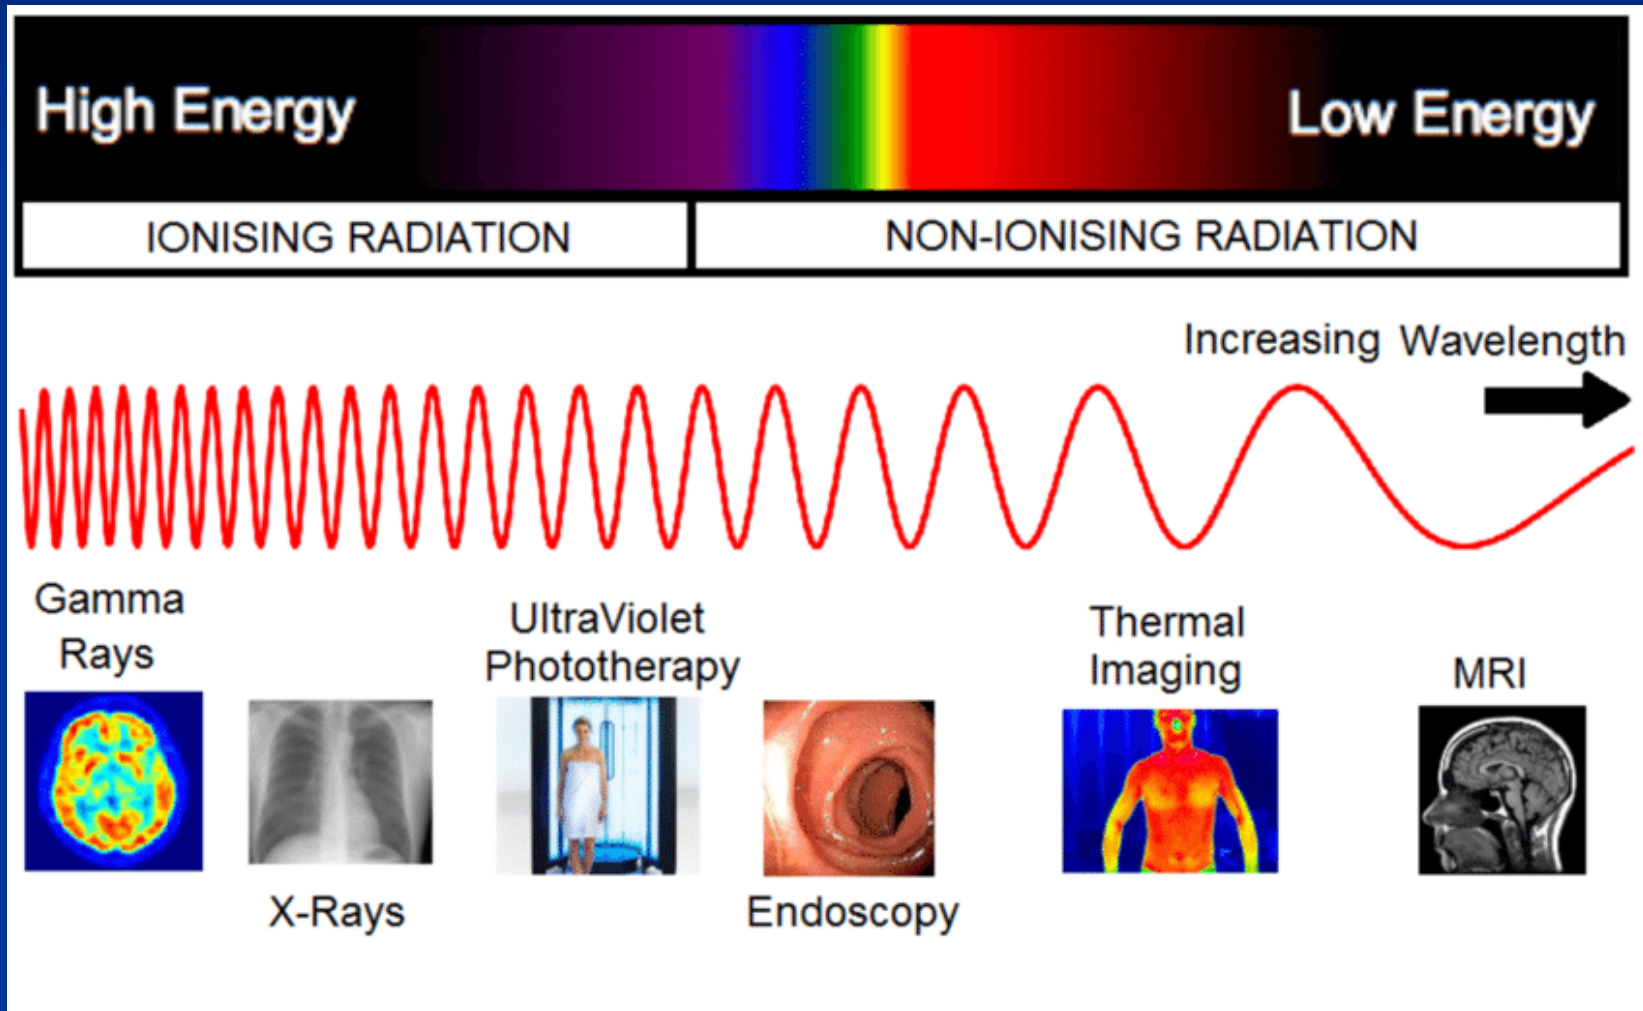 High Energy
Low Energy
IONISING RADIATION
NON-IONISING RADIATION
Increasing Wavelength
Gamma
Rays
UltraViolet
Phototherapy
Thermal
Imaging
MRI
X-Rays
Endoscopy